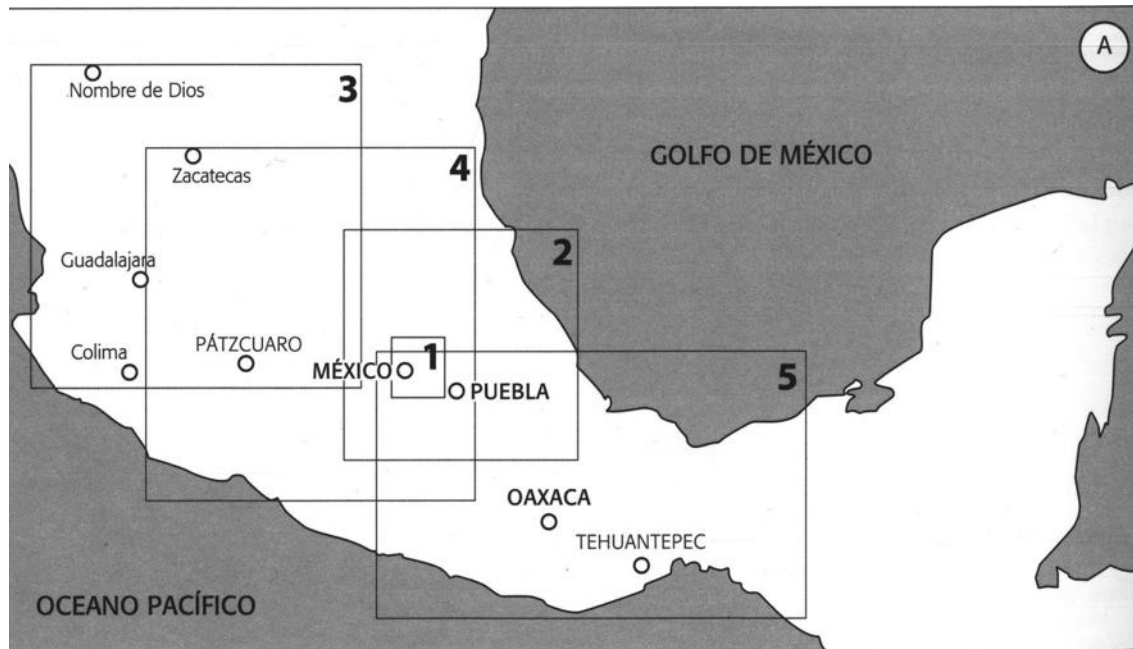 A
Nombre de Dios
3
Zacatecas
4
GOLFO DE MÉXICO
2
Guadalajara
Colima
PÁTZCUARO
MÉXICO
1
PUEBLA
5
OAXACA
TEHUANTEPEC
OCEANO PACÍFICO